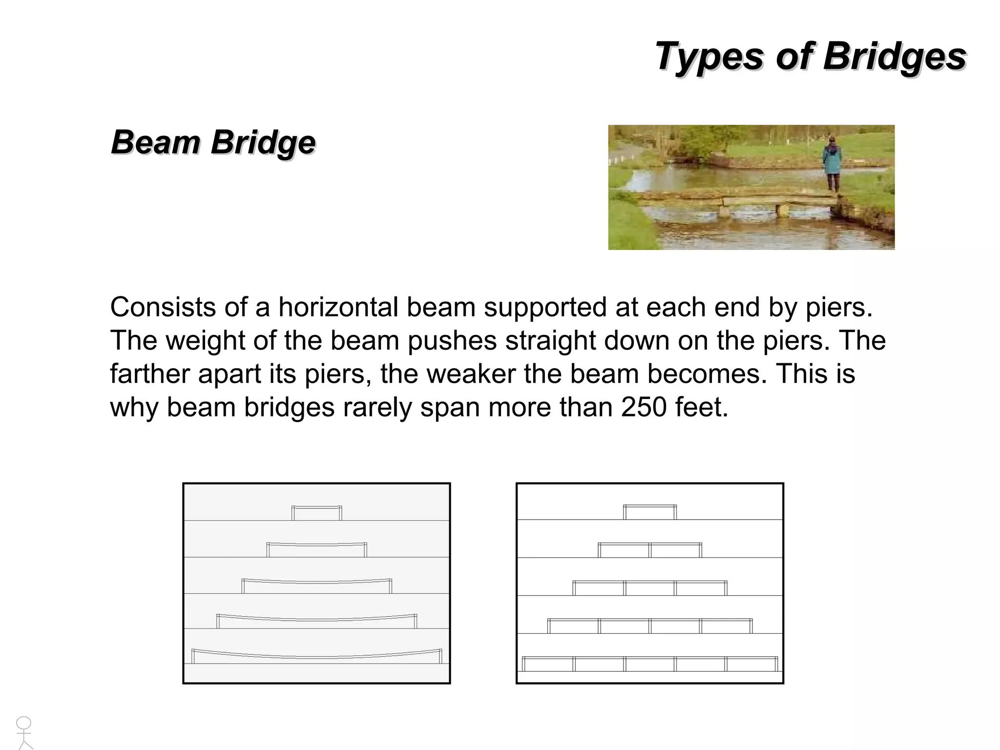 Types of Bridges
Beam Bridge
Consists of a horizontal beam supported at each end by piers.
The weight of the beam pushes straight down on the piers. The
farther apart its piers, the weaker the beam becomes. This is
why beam bridges rarely span more than 250 feet.